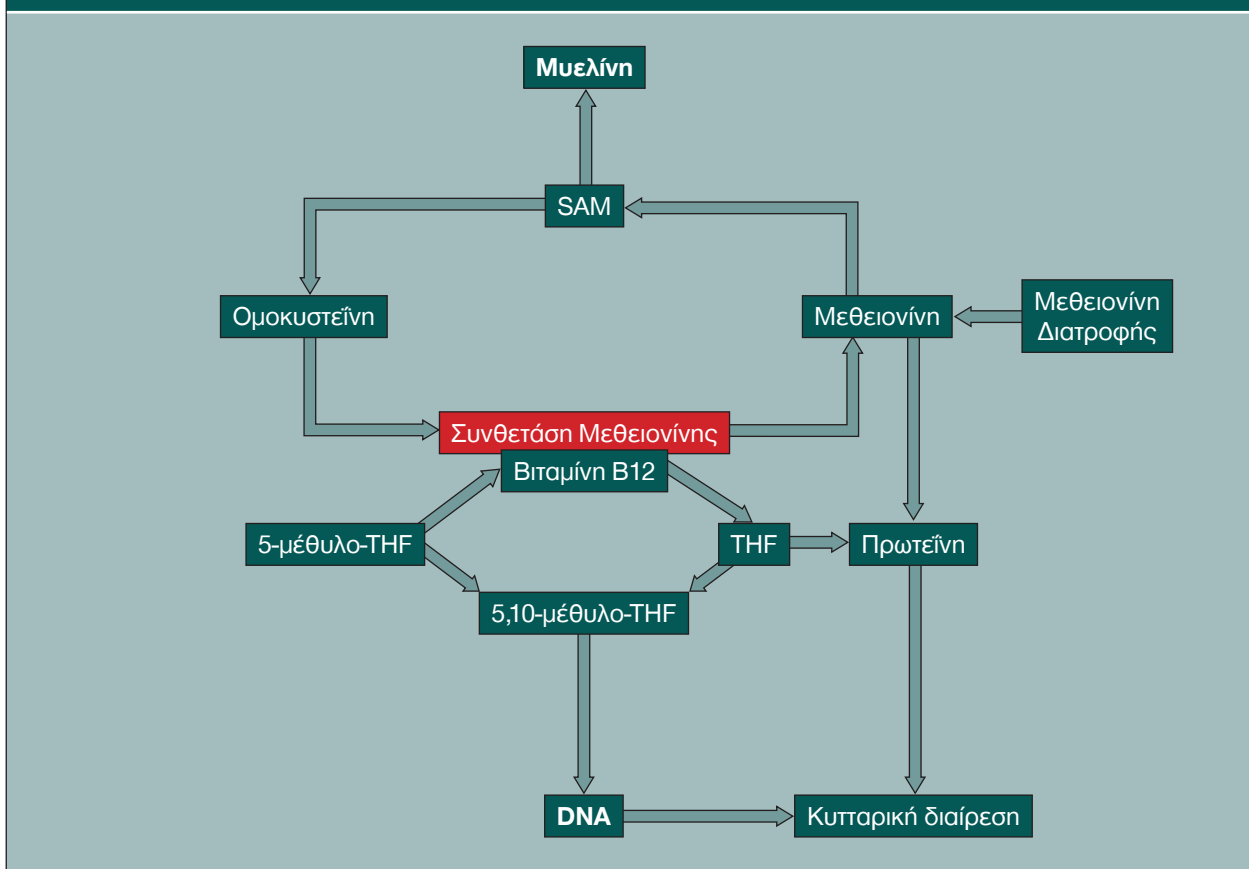 Μυελίνη
SAM
Ομοκυστεΐνη
Μεθειονίνη
Μεθειονίνη
Διατροφής
Συνθετάση Μεθειονίνης
Βιταμίνη Β12
5-μέθυλο-THF
THF
Πρωτεΐνη
5,10-μέθυλο-THF
DNA
Κυτταρική διαίρεση